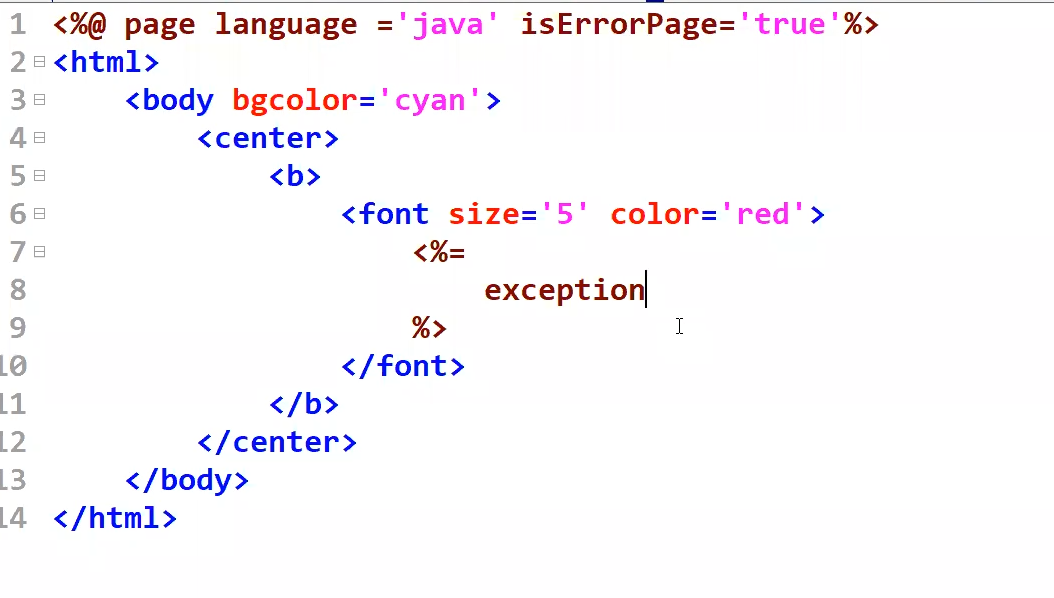 1 <%@ page language ='java' isErrorPage='true'%>
2 <html>
3 <body bgcolor='cyan'>
4 <center>
5 <b>
6 <font size='5' color='red'>
7 <%=
8 exception
9 %>
10 </font>
11 </b>
12 </center>
13 </body>
14 </html>